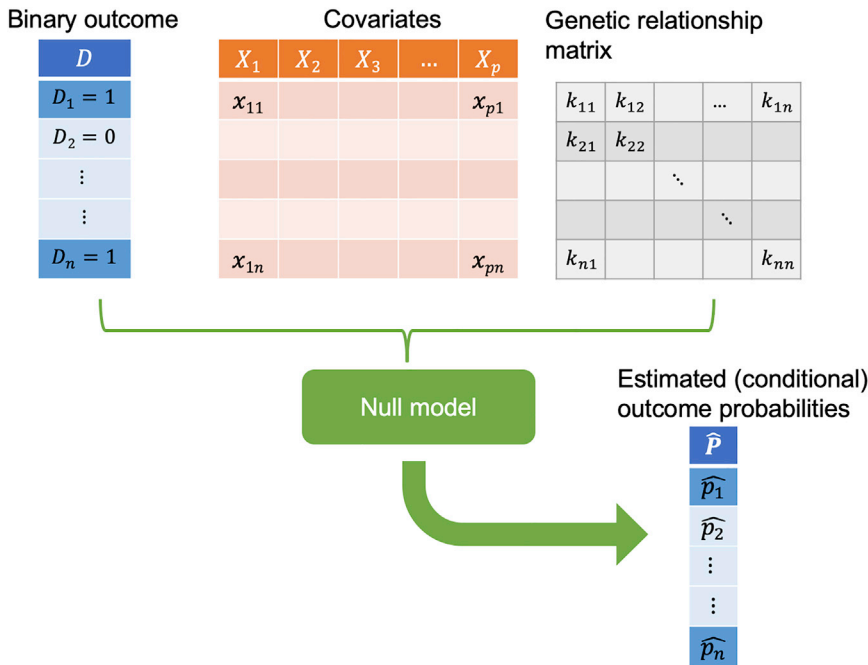 Binary outcome
Covariates
Genetic relationship
matrix
D
D₁ = 1
D₂ = 0
⋮
⋮
Dₙ = 1
X₁ X₂ X₃ ... Xₚ
x₁₁ xₚ₁
x₁ₙ xₚₙ
k₁₁ k₁₂ ... k₁ₙ
k₂₁ k₂₂
⋱
⋱
kₙ₁ kₙₙ
Null model
Estimated (conditional)
outcome probabilities
P̂
p̂₁
p̂₂
⋮
⋮
p̂ₙ